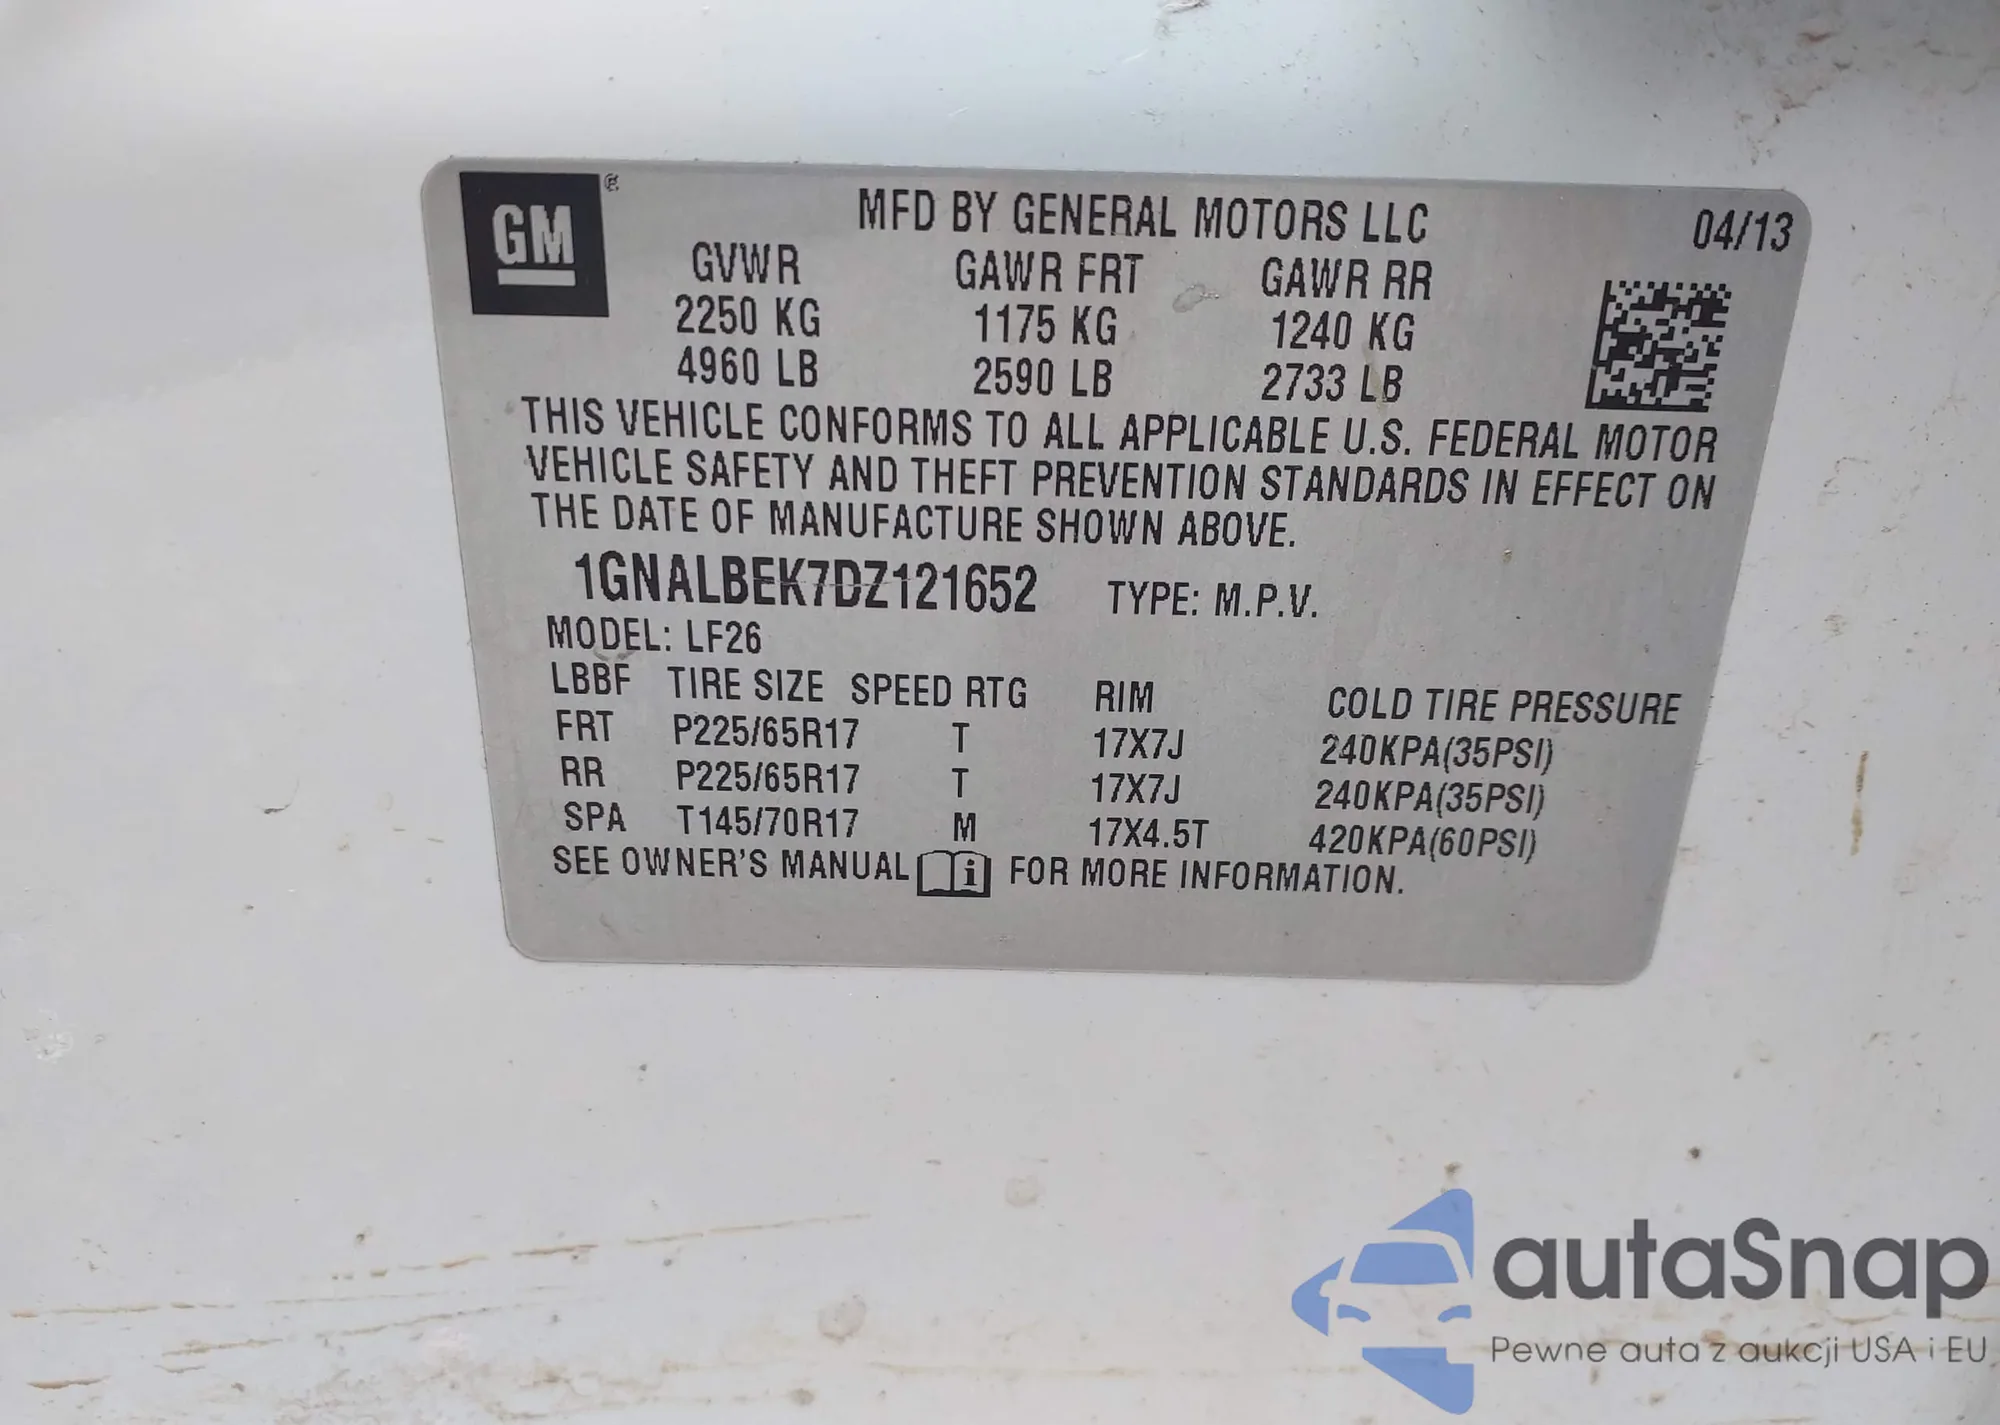 GM
MFD BY GENERAL MOTORS LLC 04/13
GVWR GAWR FRT GAWR RR
2250 KG 1175 KG 1240 KG
4960 LB 2590 LB 2733 LB
THIS VEHICLE CONFORMS TO ALL APPLICABLE U.S. FEDERAL MOTOR
VEHICLE SAFETY AND THEFT PREVENTION STANDARDS IN EFFECT ON
THE DATE OF MANUFACTURE SHOWN ABOVE.
1GNALBEK7DZ121652 TYPE: M.P.V.
MODEL: LF26
LBBF TIRE SIZE SPEED RTG RIM COLD TIRE PRESSURE
FRT P225/65R17 T 17X7J 240KPA(35PSI)
RR P225/65R17 T 17X7J 240KPA(35PSI)
SPA T145/70R17 M 17X4.5T 420KPA(60PSI)
SEE OWNER'S MANUAL i FOR MORE INFORMATION.
autaSnap
Pewne auta z aukcji USA i EU